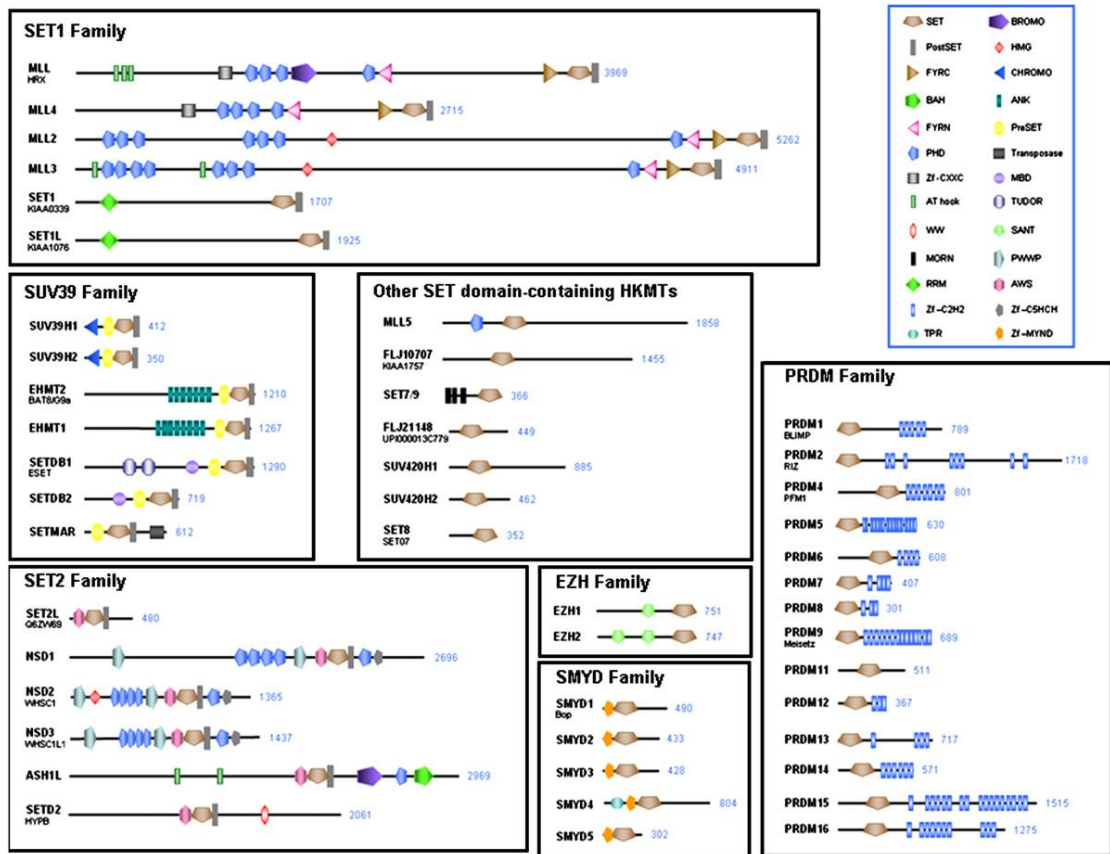 SET1 Family
MLL
HRX
3969
MLL4
2715
MLL2
5262
MLL3
4911
SET1
KIAA0339
1707
SET1L
KIAA1076
1925
SET
BROMO
PostSET
HMG
FYRC
CHROMO
BAH
ANK
FYRN
PreSET
PHD
Transposase
Zf-CXXC
MBD
AT hook
TUDOR
WW
SANT
MORN
PWWP
RRM
AWS
Zf-C2H2
Zf-C5HCH
TPR
Zf-MYND
SUV39 Family
SUV39H1
412
SUV39H2
350
EHMT2
BAT8/G9a
1210
EHMT1
1267
SETDB1
ESET
1290
SETDB2
719
SETMAR
612
Other SET domain-containing HKMTs
MLL5
1858
FLJ10707
KIAA1757
1455
SET7/9
366
FLJ21148
UPI000013C779
449
SUV420H1
885
SUV420H2
462
SET8
SET07
352
PRDM Family
PRDM1
BLIMP
789
PRDM2
RIZ
1718
PRDM4
PFM1
801
PRDM5
630
PRDM6
608
PRDM7
407
PRDM8
301
PRDM9
Meisetz
689
PRDM11
511
PRDM12
367
PRDM13
717
PRDM14
571
PRDM15
1515
PRDM16
1275
SET2 Family
SET2L
Q6ZW69
480
NSD1
2696
NSD2
WHSC1
1365
NSD3
WHSC1L1
1437
ASH1L
2969
SETD2
HYPB
2061
EZH Family
EZH1
751
EZH2
747
SMYD Family
SMYD1
Bop
490
SMYD2
433
SMYD3
428
SMYD4
804
SMYD5
302